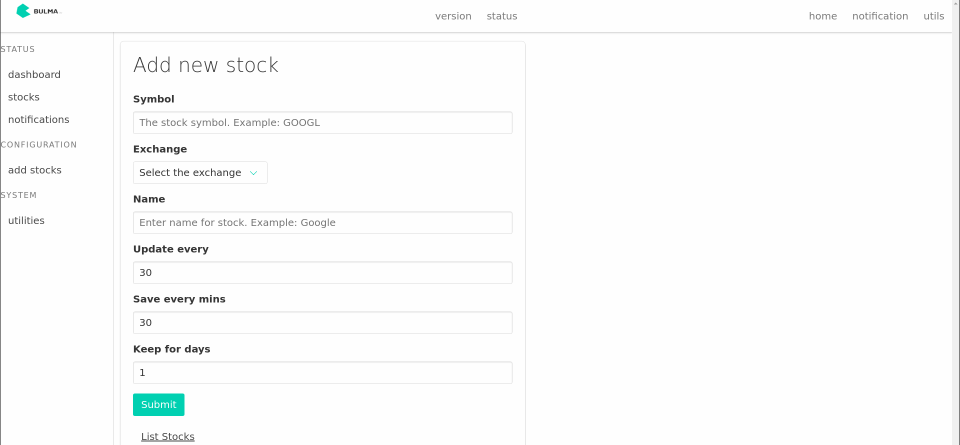 BULMA
version status
home notification utils
STATUS
dashboard
stocks
notifications
CONFIGURATION
add stocks
SYSTEM
utilities
Add new stock
Symbol
The stock symbol. Example: GOOGL
Exchange
Select the exchange
Name
Enter name for stock. Example: Google
Update every
30
Save every mins
30
Keep for days
1
Submit
List Stocks